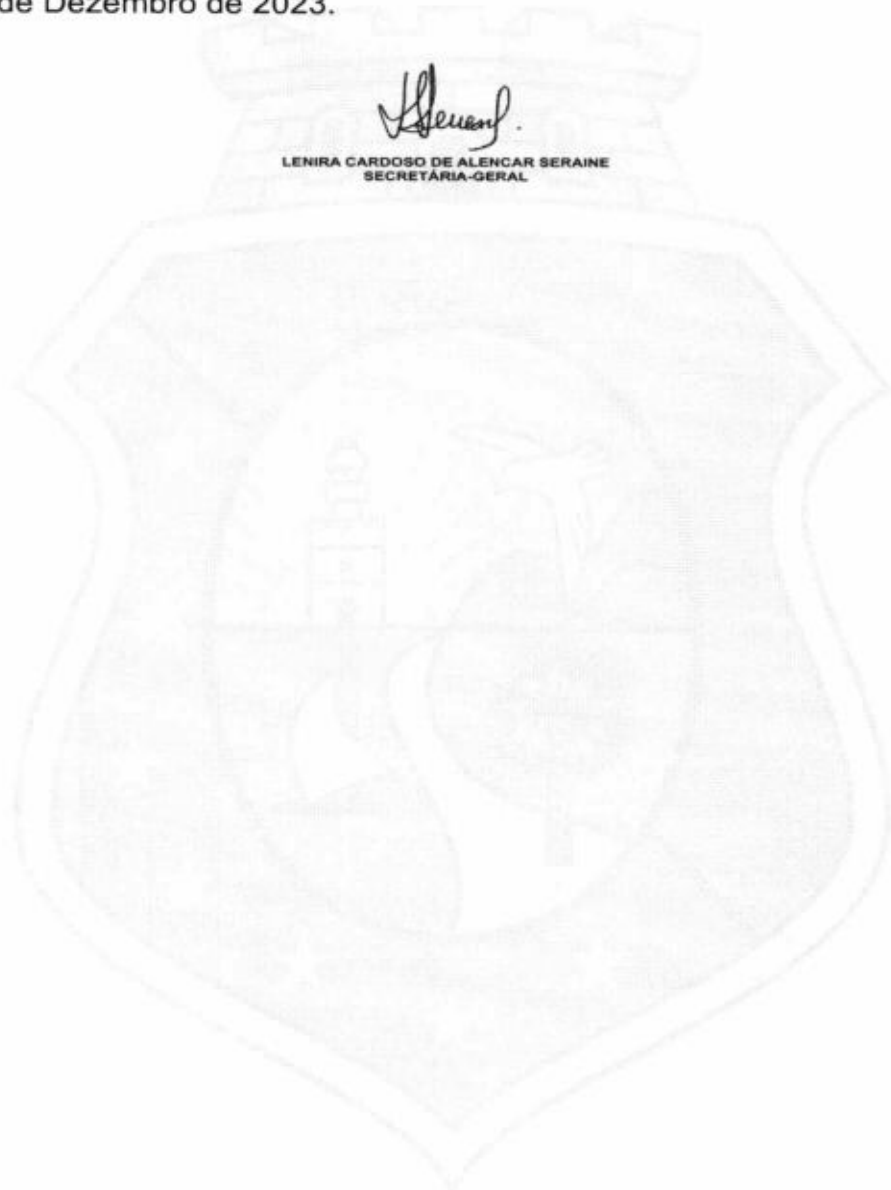 de Dezembro de 2023.
LENIRA CARDOSO DE ALENCAR SERAINE
SECRETÁRIA-GERAL